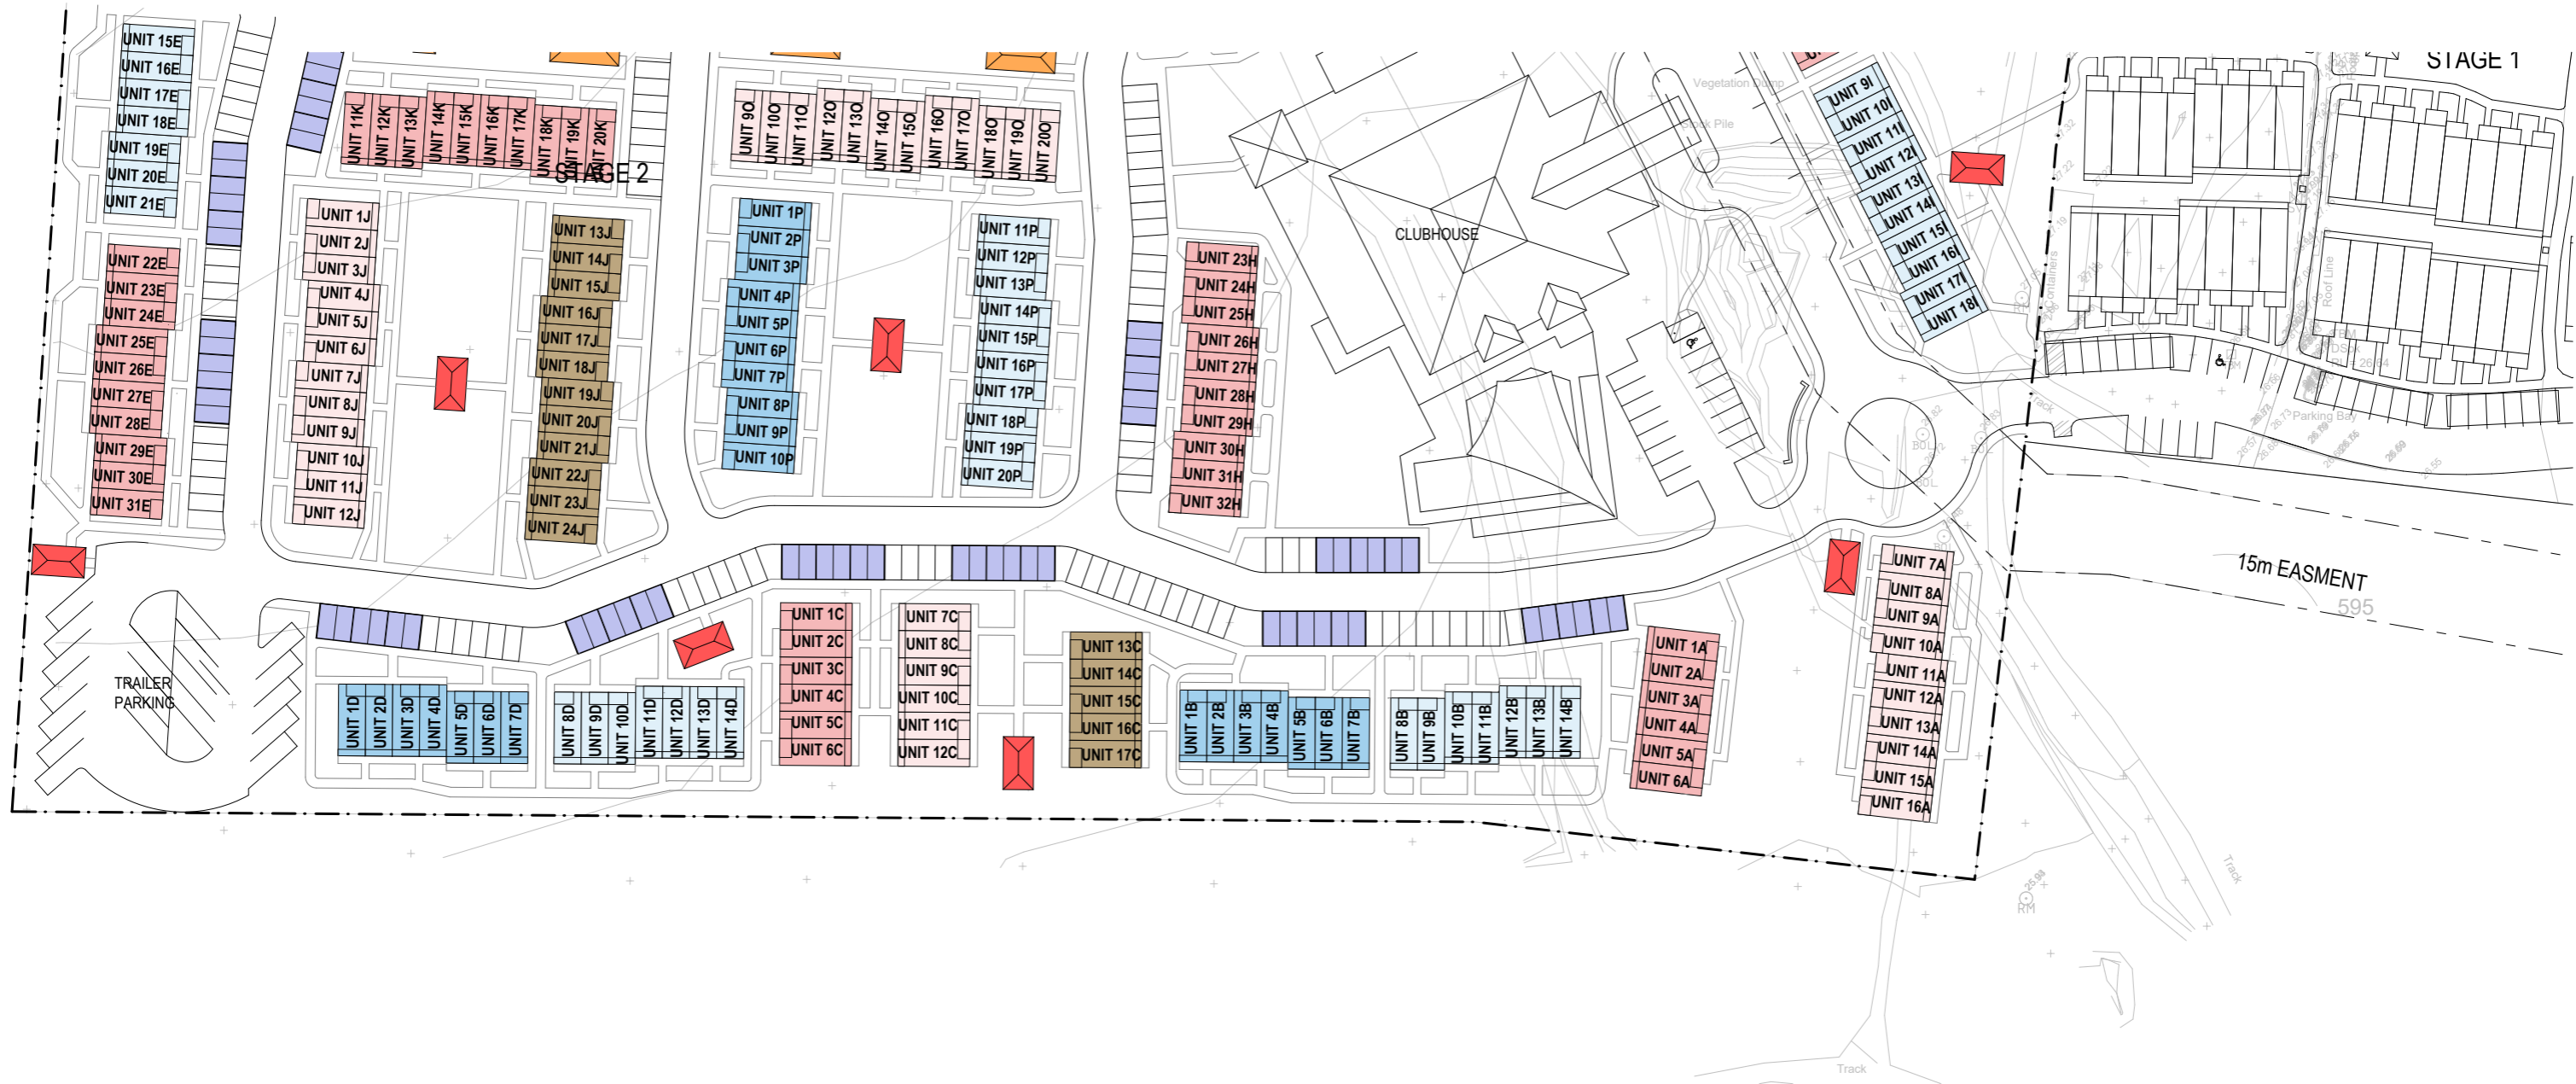 STAGE 1
UNIT 15E
UNIT 16E
UNIT 17E
UNIT 18E
UNIT 19E
UNIT 20E
UNIT 21E
UNIT 22E
UNIT 23E
UNIT 24E
UNIT 25E
UNIT 26E
UNIT 27E
UNIT 28E
UNIT 29E
UNIT 30E
UNIT 31E
UNIT 11K
UNIT 12K
UNIT 13K
UNIT 14K
UNIT 15K
UNIT 16K
UNIT 17K
UNIT 18K
UNIT 19K
UNIT 20K
STAGE 2
UNIT 1J
UNIT 2J
UNIT 3J
UNIT 4J
UNIT 5J
UNIT 6J
UNIT 7J
UNIT 8J
UNIT 9J
UNIT 10J
UNIT 11J
UNIT 12J
UNIT 13J
UNIT 14J
UNIT 15J
UNIT 16J
UNIT 17J
UNIT 18J
UNIT 19J
UNIT 20J
UNIT 21J
UNIT 22J
UNIT 23J
UNIT 24J
UNIT 9O
UNIT 10O
UNIT 11O
UNIT 12O
UNIT 13O
UNIT 14O
UNIT 15O
UNIT 16O
UNIT 17O
UNIT 18O
UNIT 19O
UNIT 20O
UNIT 1P
UNIT 2P
UNIT 3P
UNIT 4P
UNIT 5P
UNIT 6P
UNIT 7P
UNIT 8P
UNIT 9P
UNIT 10P
UNIT 11P
UNIT 12P
UNIT 13P
UNIT 14P
UNIT 15P
UNIT 16P
UNIT 17P
UNIT 18P
UNIT 19P
UNIT 20P
UNIT 23H
UNIT 24H
UNIT 25H
UNIT 26H
UNIT 27H
UNIT 28H
UNIT 29H
UNIT 30H
UNIT 31H
UNIT 32H
CLUBHOUSE
Vegetation Dump
Stock Pile
UNIT 9I
UNIT 10I
UNIT 11I
UNIT 12I
UNIT 13I
UNIT 14I
UNIT 15I
UNIT 16I
UNIT 17I
UNIT 18I
Containers
Roof Line
Parking Bay
Track
BOL
BOL
15m EASMENT
595
TRAILER
PARKING
UNIT 1D
UNIT 2D
UNIT 3D
UNIT 4D
UNIT 5D
UNIT 6D
UNIT 7D
UNIT 8D
UNIT 9D
UNIT 10D
UNIT 11D
UNIT 12D
UNIT 13D
UNIT 14D
UNIT 1C
UNIT 2C
UNIT 3C
UNIT 4C
UNIT 5C
UNIT 6C
UNIT 7C
UNIT 8C
UNIT 9C
UNIT 10C
UNIT 11C
UNIT 12C
UNIT 13C
UNIT 14C
UNIT 15C
UNIT 16C
UNIT 17C
UNIT 1B
UNIT 2B
UNIT 3B
UNIT 4B
UNIT 5B
UNIT 6B
UNIT 7B
UNIT 8B
UNIT 9B
UNIT 10B
UNIT 11B
UNIT 12B
UNIT 13B
UNIT 14B
UNIT 1A
UNIT 2A
UNIT 3A
UNIT 4A
UNIT 5A
UNIT 6A
UNIT 7A
UNIT 8A
UNIT 9A
UNIT 10A
UNIT 11A
UNIT 12A
UNIT 13A
UNIT 14A
UNIT 15A
UNIT 16A
Track
RM
Track